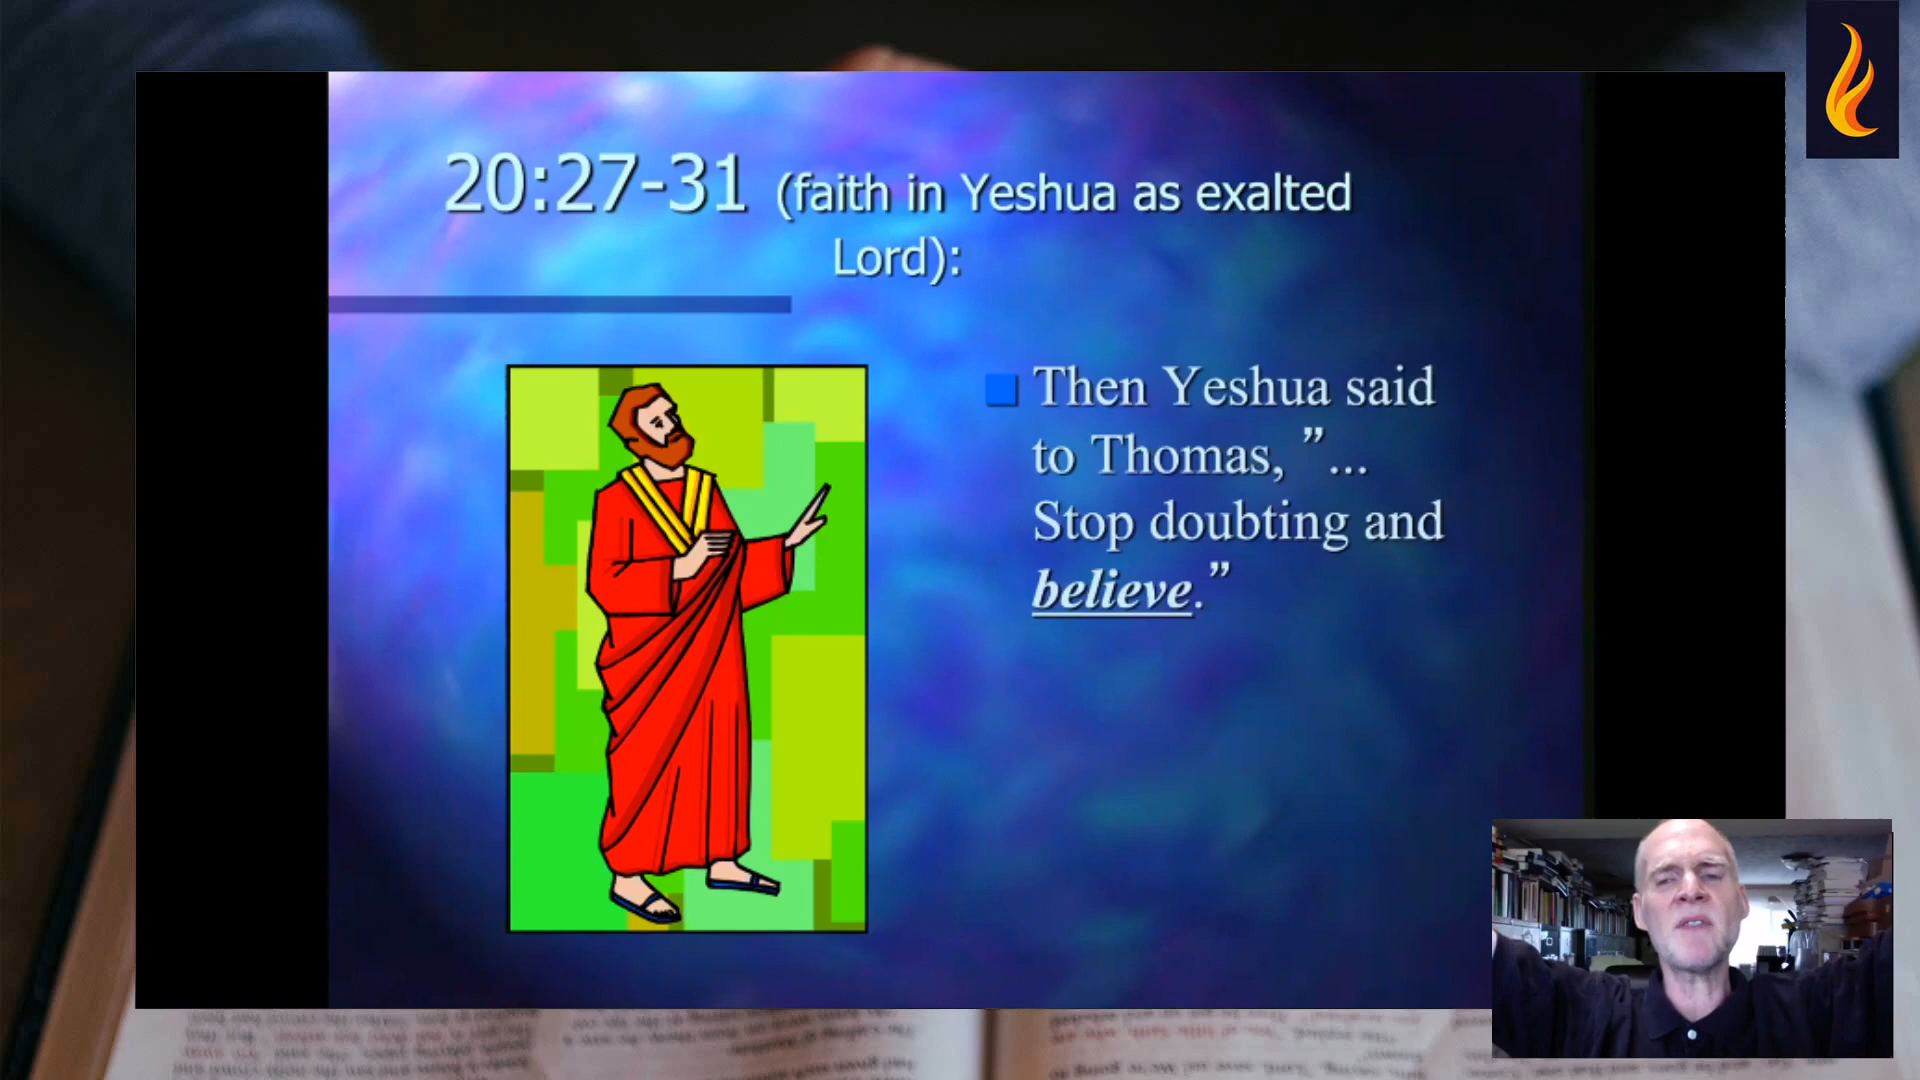 20:27-31 (faith in Yeshua as exalted
Lord):
Then Yeshua said
to Thomas, ”...
Stop doubting and
believe.”